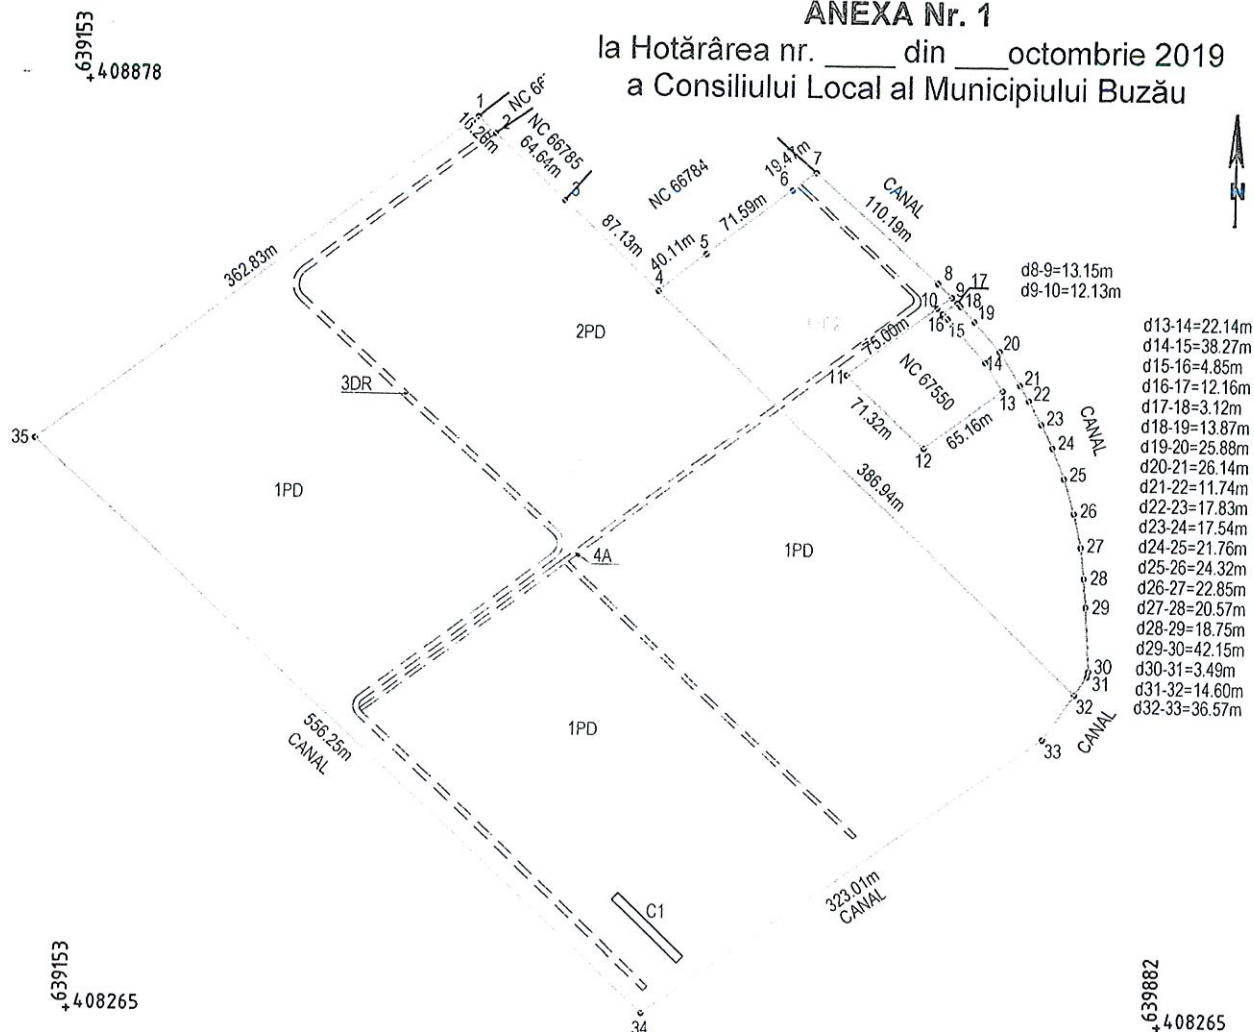 ANEXA Nr. 1
la Hotărârea nr. _____ din ____octombrie 2019
a Consiliului Local al Municipiului Buzău
639153
+408878
1
16.26m
2
NC 66785
64.64m
3
87.13m
NC 66784
40.11m
4
5
71.59m
6
19.47m
7
CANAL
110.19m
N
362.83m
8
9
17
d8-9=13.15m
d9-10=12.13m
10
18
19
16
15
2PD
75.00m
20
14
NC 67550
11
21
3DR
13
22
71.32m
65.16m
23
CANAL
12
24
d13-14=22.14m
d14-15=38.27m
d15-16=4.85m
d16-17=12.16m
d17-18=3.12m
d18-19=13.87m
d19-20=25.88m
d20-21=26.14m
d21-22=11.74m
d22-23=17.83m
d23-24=17.54m
d24-25=21.76m
d25-26=24.32m
d26-27=22.85m
d27-28=20.57m
d28-29=18.75m
d29-30=42.15m
d30-31=3.49m
d31-32=14.60m
d32-33=36.57m
35
386.94m
25
1PD
26
4A
1PD
27
28
29
30
31
32
556.25m
CANAL
1PD
33
CANAL
323.01m
CANAL
C1
34
639153
+408265
639882
+408265